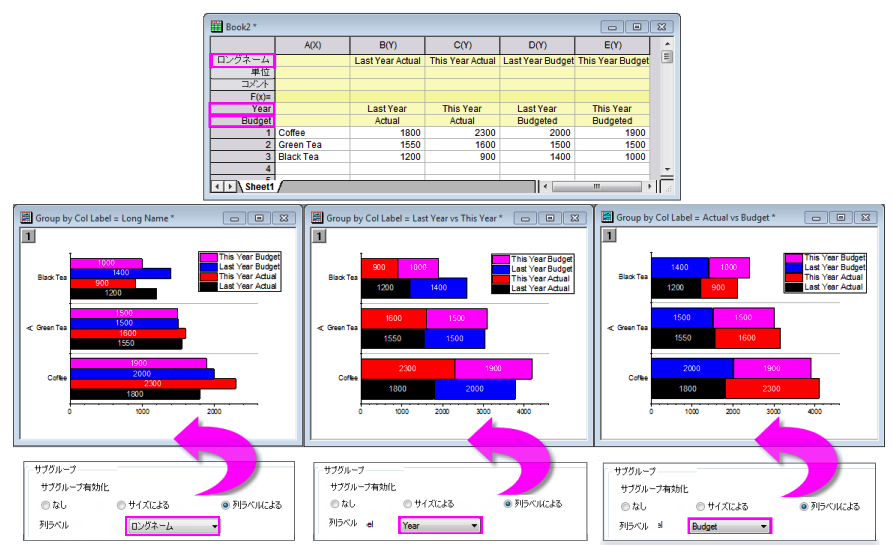 Book2 *
A(X) B(Y) C(Y) D(Y) E(Y)
ロングネーム Last Year Actual This Year Actual Last Year Budget This Year Budget
単位
コメント
F(x)=
Year Last Year This Year Last Year This Year
Budget Actual Actual Budgeted Budgeted
1 Coffee 1800 2300 2000 1900
2 Green Tea 1550 1600 1500 1500
3 Black Tea 1200 900 1400 1000
4
5
Sheet1
Group by Col Label = Long Name *
1
This Year Budget
Last Year Budget
This Year Actual
Last Year Actual
Black Tea
1000
1400
900
1200
A
Green Tea
1500
1500
1600
1550
Coffee
1900
2000
2300
1800
0 1000 2000
Group by Col Label = Last Year vs This Year *
1
This Year Budget
Last Year Budget
This Year Actual
Last Year Actual
Black Tea
900 1000
1200 1400
A
Green Tea
1600 1500
1550 1500
Coffee
2300 1900
1800 2000
0 1000 2000 3000 4000
Group by Col Label = Actual vs Budget *
1
This Year Budget
Last Year Budget
This Year Actual
Last Year Actual
Black Tea
1400 1000
1200 900
A
Green Tea
1500 1500
1550 1600
Coffee
2000 1900
1800 2300
0 1000 2000 3000 4000
サブグループ
サブグループ有効化
なし サイズによる 列ラベルによる
列ラベル ロングネーム
サブグループ
サブグループ有効化
なし サイズによる 列ラベルによる
列ラベル el Year
サブグループ
サブグループ有効化
なし サイズによる 列ラベルによる
列ラベル Budget